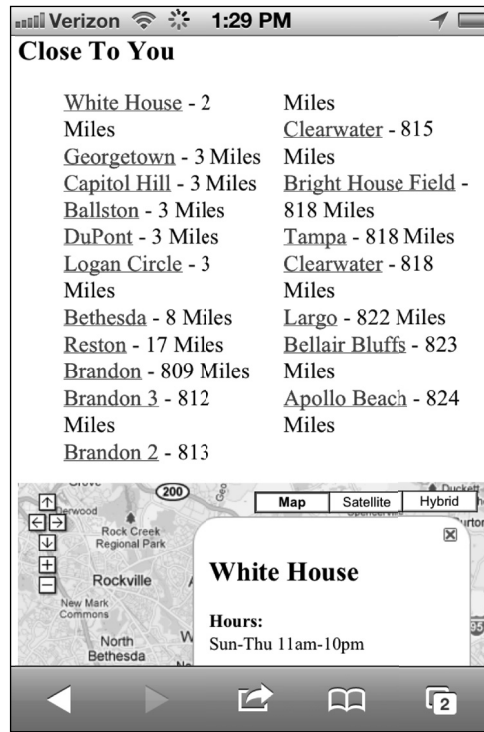 Verizon 1:29 PM
Close To You
White House - 2
Miles
Georgetown - 3 Miles
Capitol Hill - 3 Miles
Ballston - 3 Miles
DuPont - 3 Miles
Logan Circle - 3
Miles
Bethesda - 8 Miles
Reston - 17 Miles
Brandon - 809 Miles
Brandon 3 - 812
Miles
Brandon 2 - 813
Miles
Clearwater - 815
Miles
Bright House Field -
818 Miles
Tampa - 818 Miles
Clearwater - 818
Miles
Largo - 822 Miles
Bellair Bluffs - 823
Miles
Apollo Beach - 824
Miles
200
Map Satellite Hybrid
Rock Creek
Regional Park
Rockville
New Mark
Commons
North
Bethesda
95
White House
Hours:
Sun-Thu 11am-10pm
2